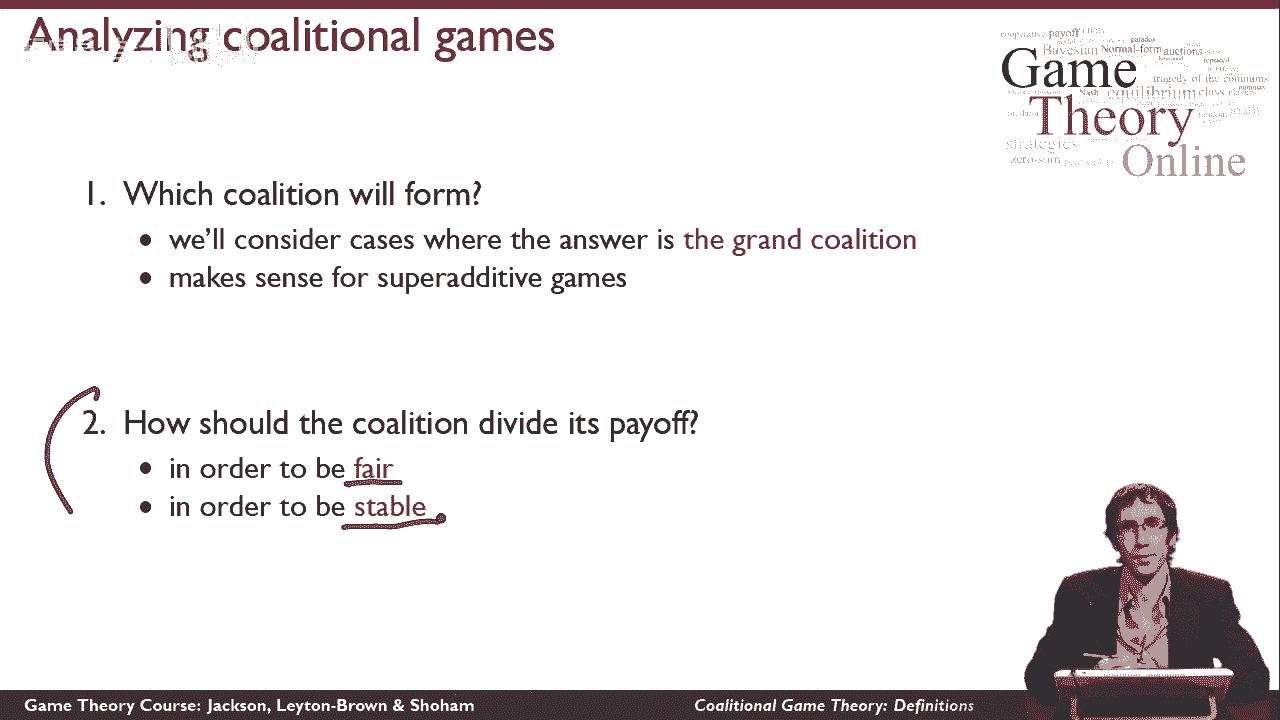 Analyzing coalitional games
cooperative payoff
paradox
Bayesian Normal-form auctions
Game
tragedy of the commons
Nash equilibrium class
Theory
strategies
zero-sum
Online
1. Which coalition will form?
• we'll consider cases where the answer is the grand coalition
• makes sense for superadditive games
2. How should the coalition divide its payoff?
• in order to be fair
• in order to be stable
Game Theory Course: Jackson, Leyton-Brown & Shoham
Coalitional Game Theory: Definitions